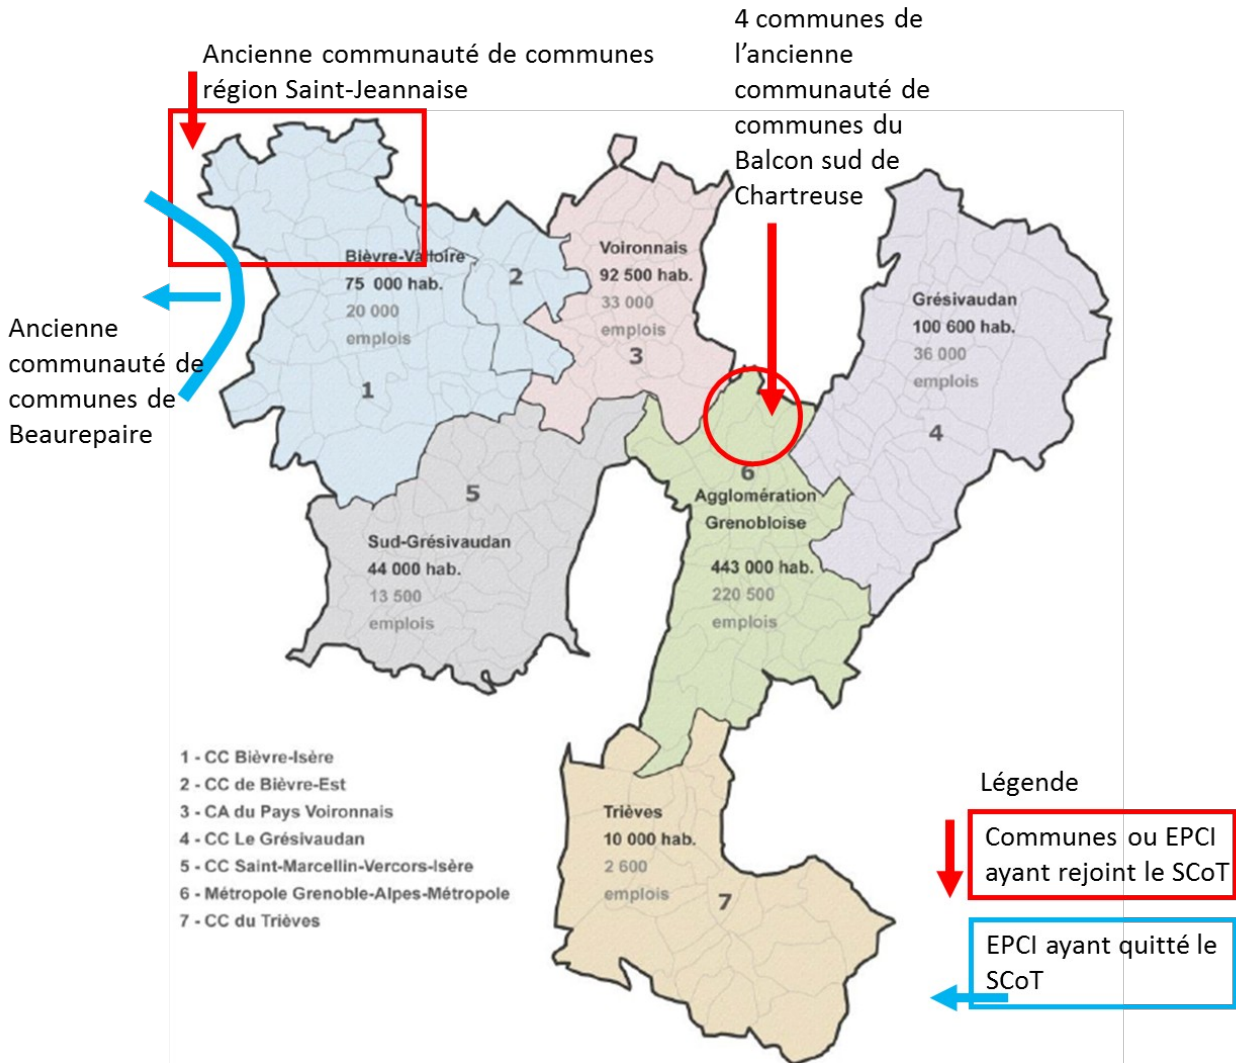 Ancienne communauté de communes
région Saint-Jeannaise
4 communes de
l’ancienne
communauté de
communes du
Balcon sud de
Chartreuse
Ancienne
communauté de
communes de
Beaurepaire
Bièvre-Valloire
75 000 hab.
20 000
emplois
1
2
Voironnais
92 500 hab.
33 000
emplois
3
Grésivaudan
100 600 hab.
36 000
emplois
4
5
Sud-Grésivaudan
44 000 hab.
13 500
emplois
6
Agglomération
Grenobloise
443 000 hab.
220 500
emplois
Trièves
10 000 hab.
2 600
emplois
7
1 - CC Bièvre-Isère
2 - CC de Bièvre-Est
3 - CA du Pays Voironnais
4 - CC Le Grésivaudan
5 - CC Saint-Marcellin-Vercors-Isère
6 - Métropole Grenoble-Alpes-Métropole
7 - CC du Trièves
Légende
Communes ou EPCI
ayant rejoint le SCoT
EPCI ayant quitté le
SCoT